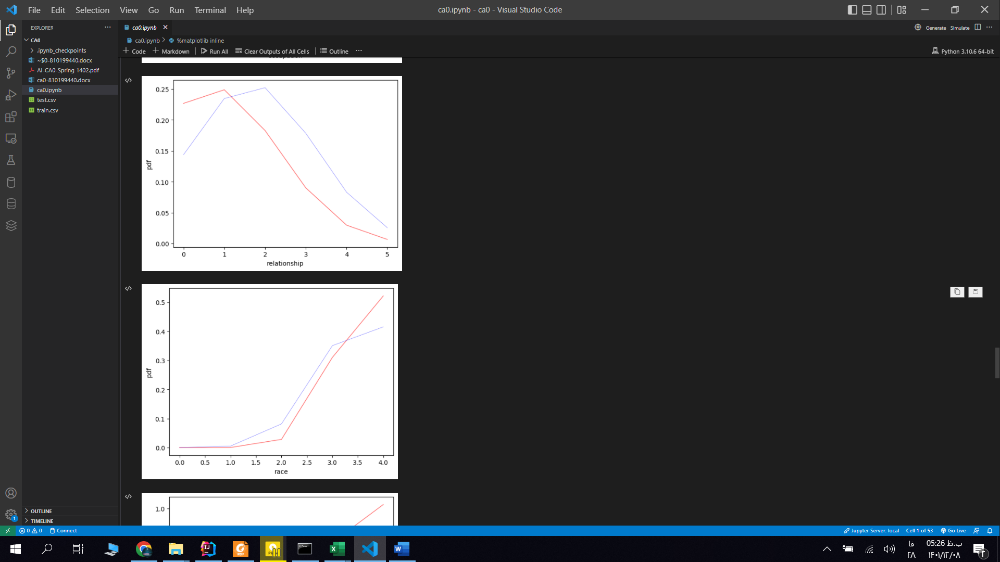 File Edit Selection View Go Run Terminal Help
ca0.ipynb - ca0 - Visual Studio Code
EXPLORER
CA0
.ipynb_checkpoints
~$0-810199440.docx
AI-CA0-Spring 1402.pdf
ca0-810199440.docx
ca0.ipynb
test.csv
train.csv
OUTLINE
TIMELINE
ca0.ipynb
Generate Simulate
ca0.ipynb > %matplotlib inline
Code Markdown Run All Clear Outputs of All Cells Outline
Python 3.10.6 64-bit
0.25
0.20
0.15
0.10
0.05
0.00
pdf
0 1 2 3 4 5
relationship
0.5
0.4
0.3
0.2
0.1
0.0
pdf
0.0 0.5 1.0 1.5 2.0 2.5 3.0 3.5 4.0
race
1.0
1
0 0 Connect
Jupyter Server: local Cell 1 of 53 Go Live
فا
FA
05:26 ب.ظ
۱۴۰۱/۱۲/۰۸
۲